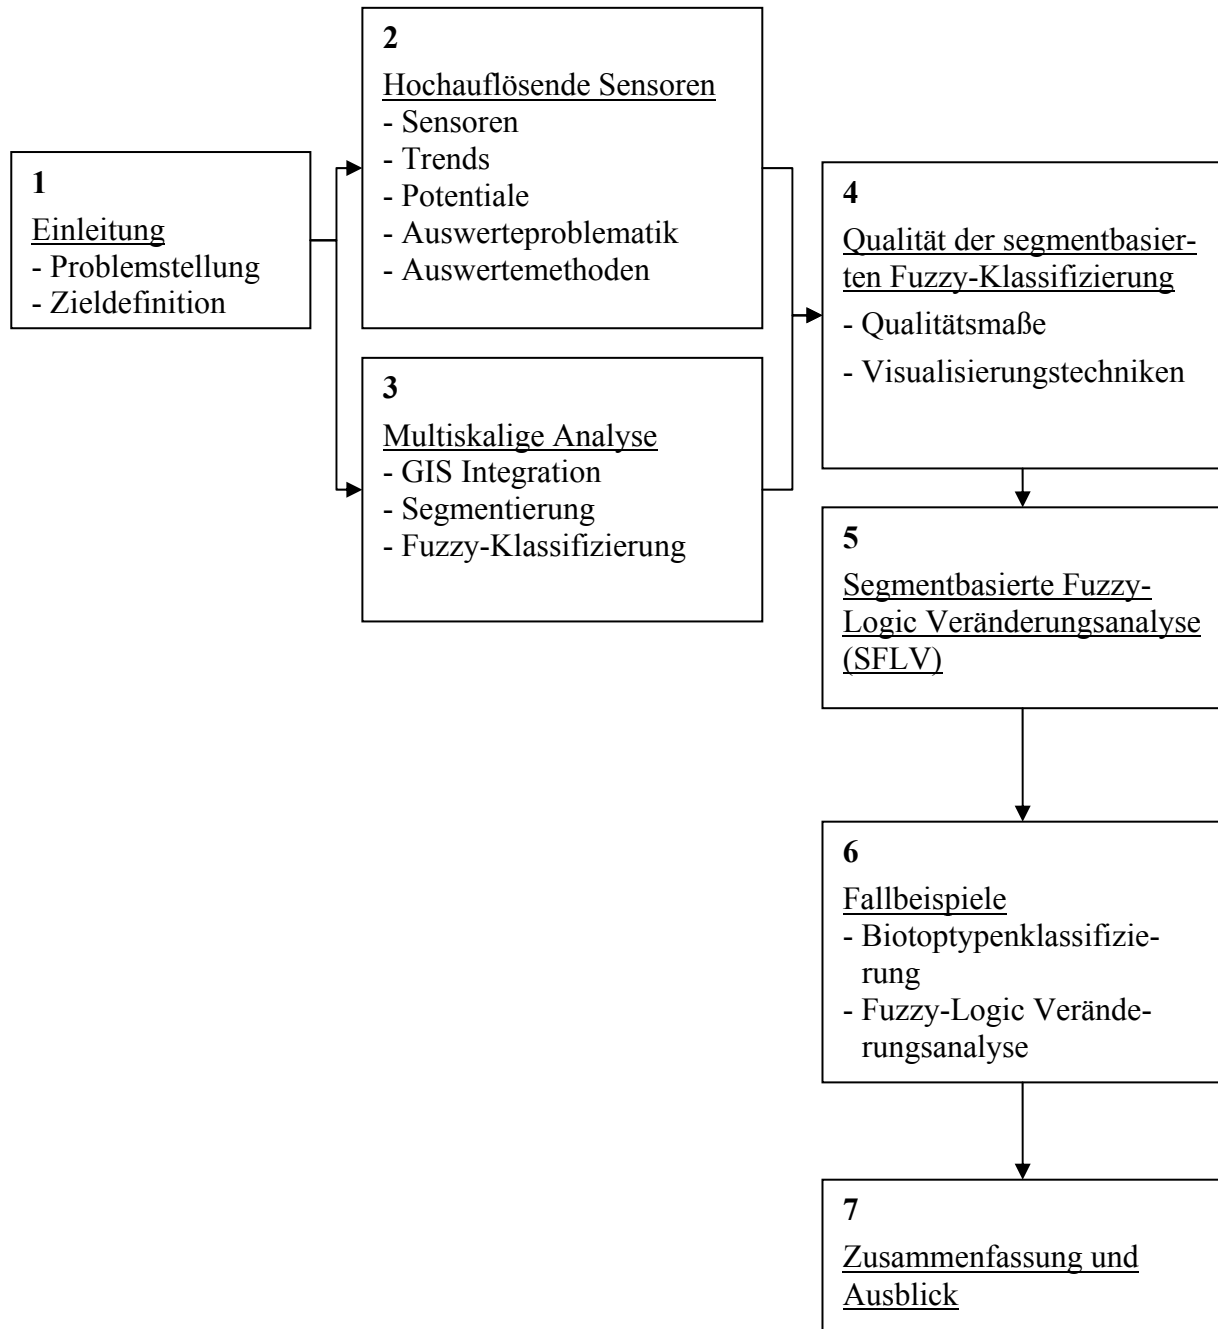 1
Einleitung
- Problemstellung
- Zieldefinition
2
Hochauflösende Sensoren
- Sensoren
- Trends
- Potentiale
- Auswerteproblematik
- Auswertemethoden
3
Multiskalige Analyse
- GIS Integration
- Segmentierung
- Fuzzy-Klassifizierung
4
Qualität der segmentbasier-
ten Fuzzy-Klassifizierung
- Qualitätsmaße
- Visualisierungstechniken
5
Segmentbasierte Fuzzy-
Logic Veränderungsanalyse
(SFLV)
6
Fallbeispiele
- Biotoptypenklassifizie-
rung
- Fuzzy-Logic Verände-
rungsanalyse
7
Zusammenfassung und
Ausblick